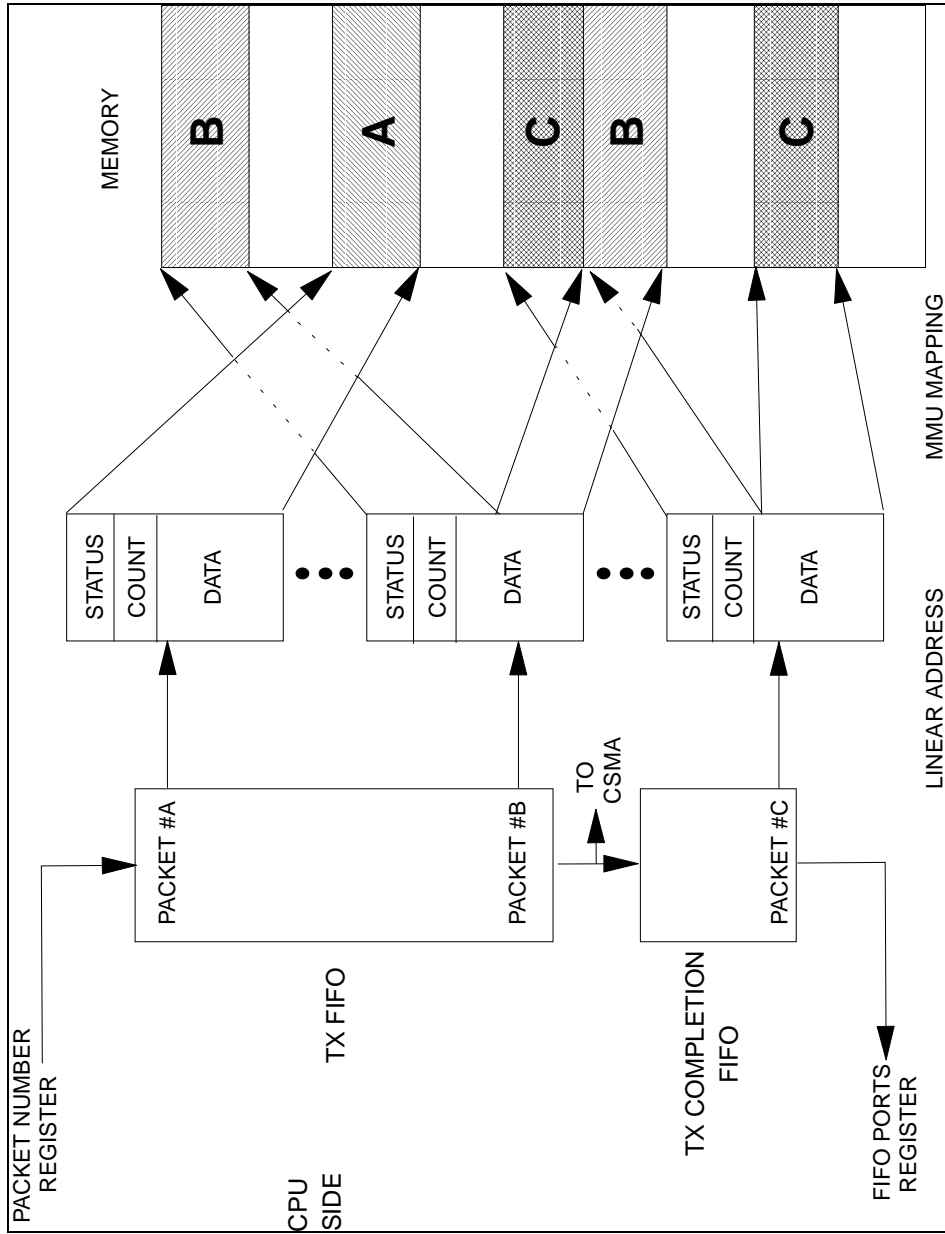 PACKET NUMBER
REGISTER
CPU
SIDE
TX FIFO
PACKET #A
PACKET #B
TO
CSMA
TX COMPLETION
FIFO
PACKET #C
FIFO PORTS
REGISTER
STATUS
COUNT
DATA
STATUS
COUNT
DATA
STATUS
COUNT
DATA
LINEAR ADDRESS
MMU MAPPING
MEMORY
B
A
C
B
C